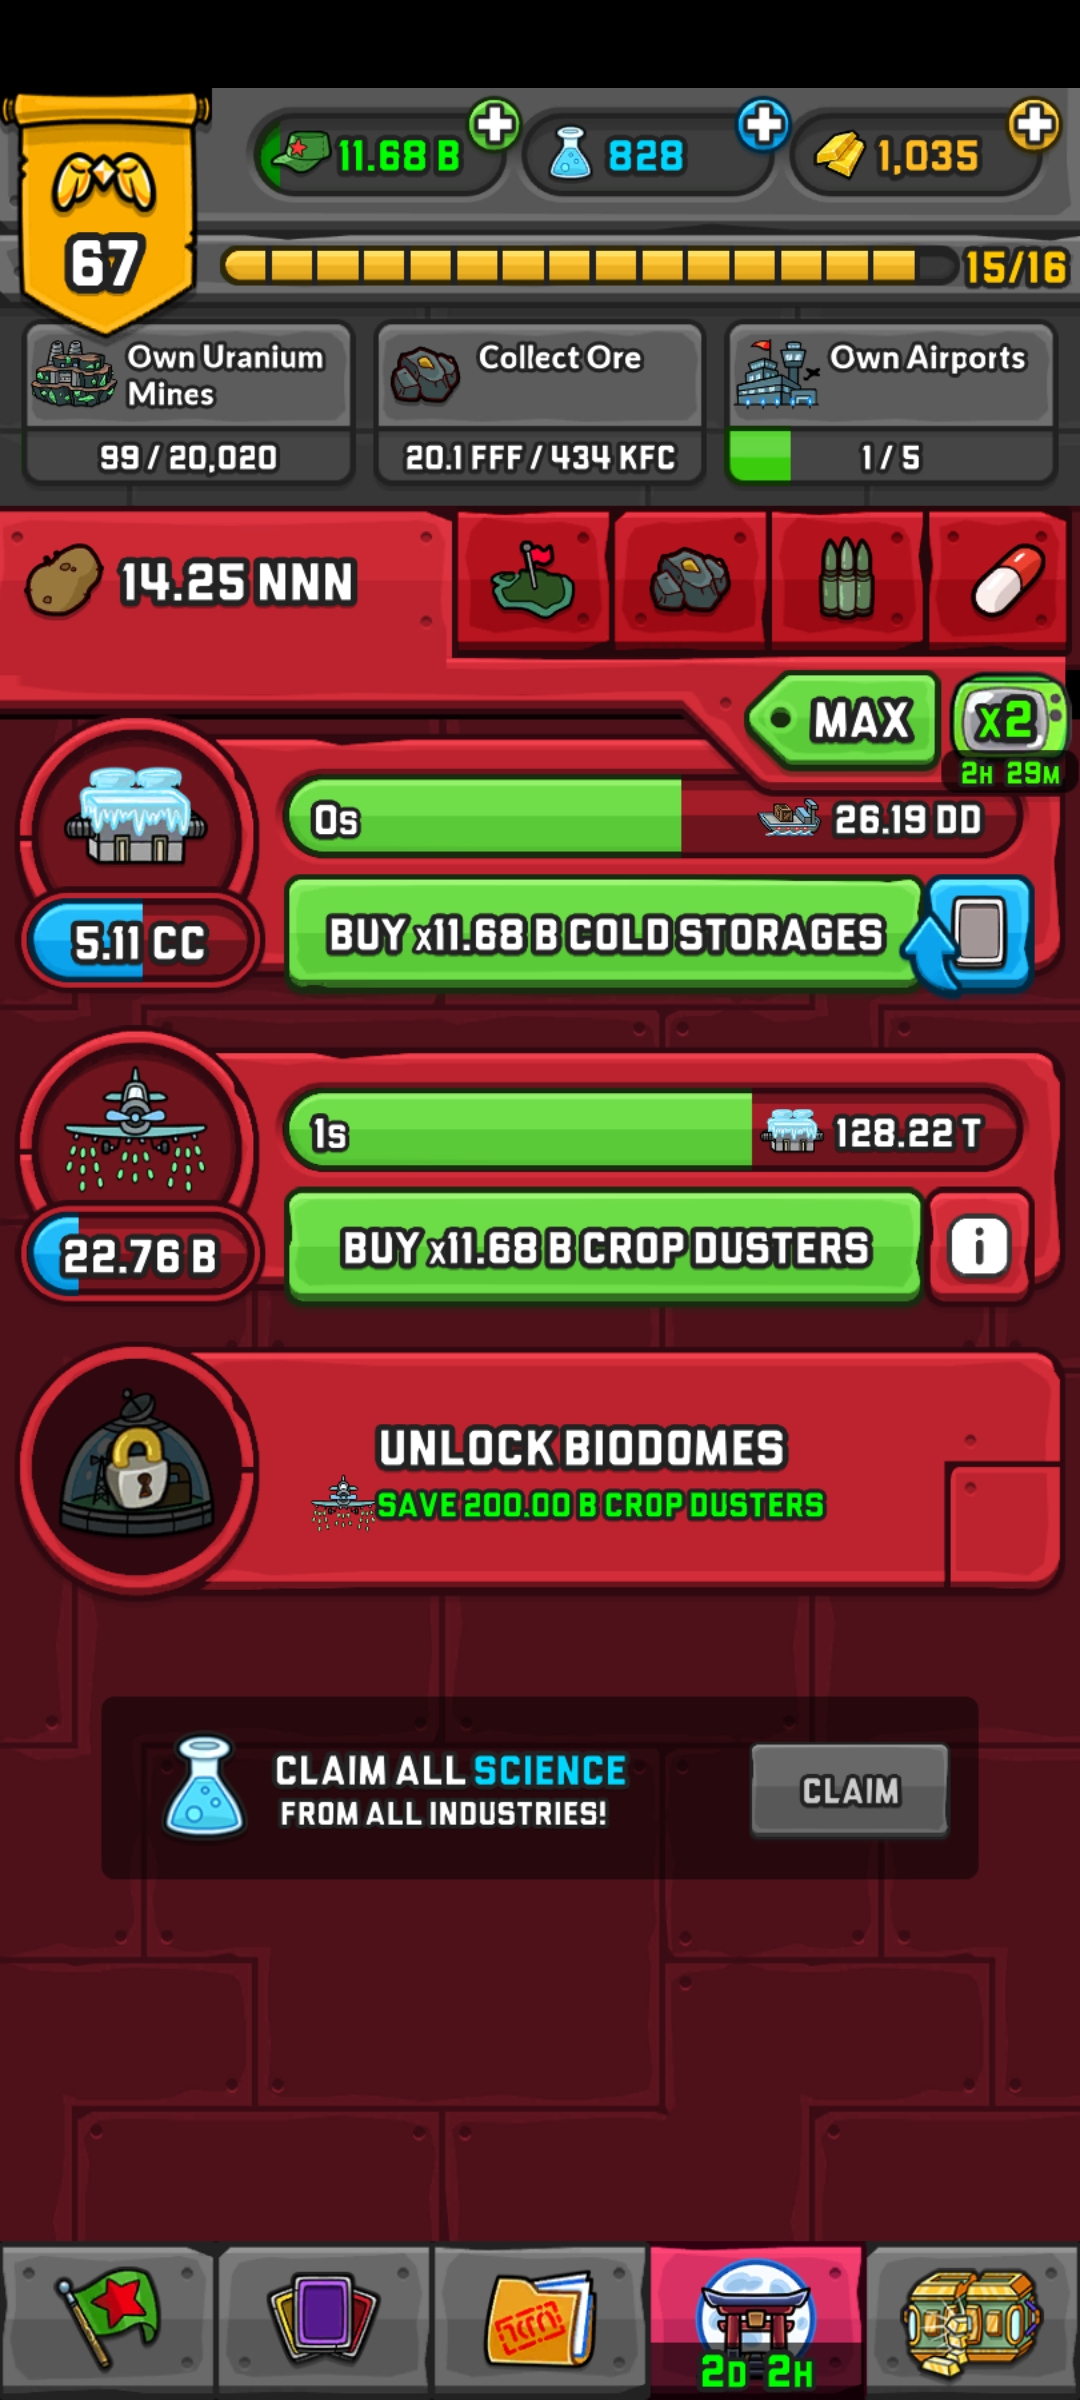 11.68 B
828
1,035
67
15/16
Own Uranium
Mines
99 / 20,020
Collect Ore
20.1 FFF / 434 KFC
Own Airports
1 / 5
14.25 NNN
MAX
x2
2H 29M
0s
26.19 DD
5.11 CC
BUY x11.68 B COLD STORAGES
1s
128.22 T
22.76 B
BUY x11.68 B CROP DUSTERS
i
UNLOCK BIODOMES
SAVE 200.00 B CROP DUSTERS
CLAIM ALL SCIENCE
FROM ALL INDUSTRIES!
CLAIM
2D 2H